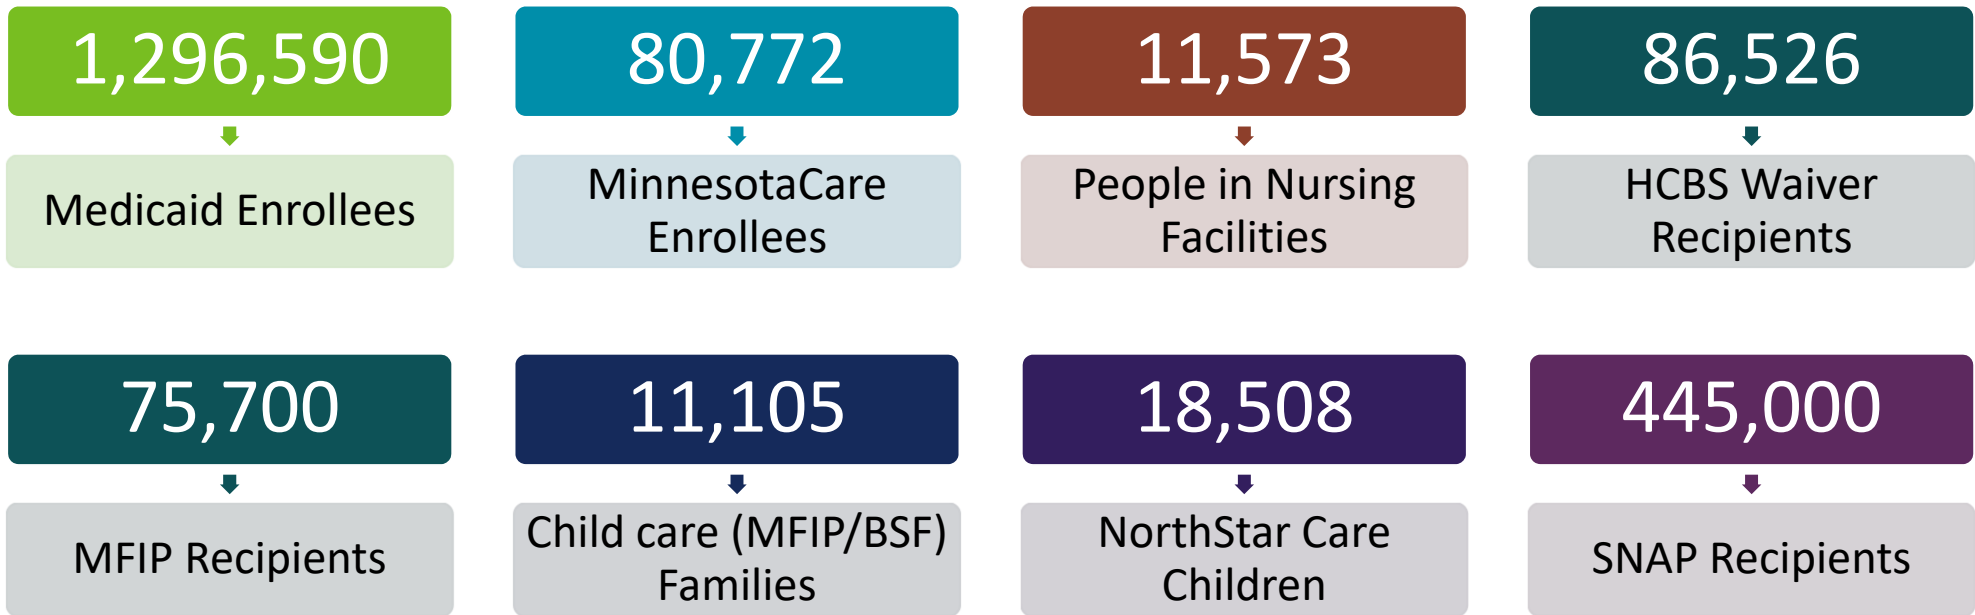 1,296,590
Medicaid Enrollees
80,772
MinnesotaCare
Enrollees
11,573
People in Nursing
Facilities
86,526
HCBS Waiver
Recipients
75,700
MFIP Recipients
11,105
Child care (MFIP/BSF)
Families
18,508
NorthStar Care
Children
445,000
SNAP Recipients